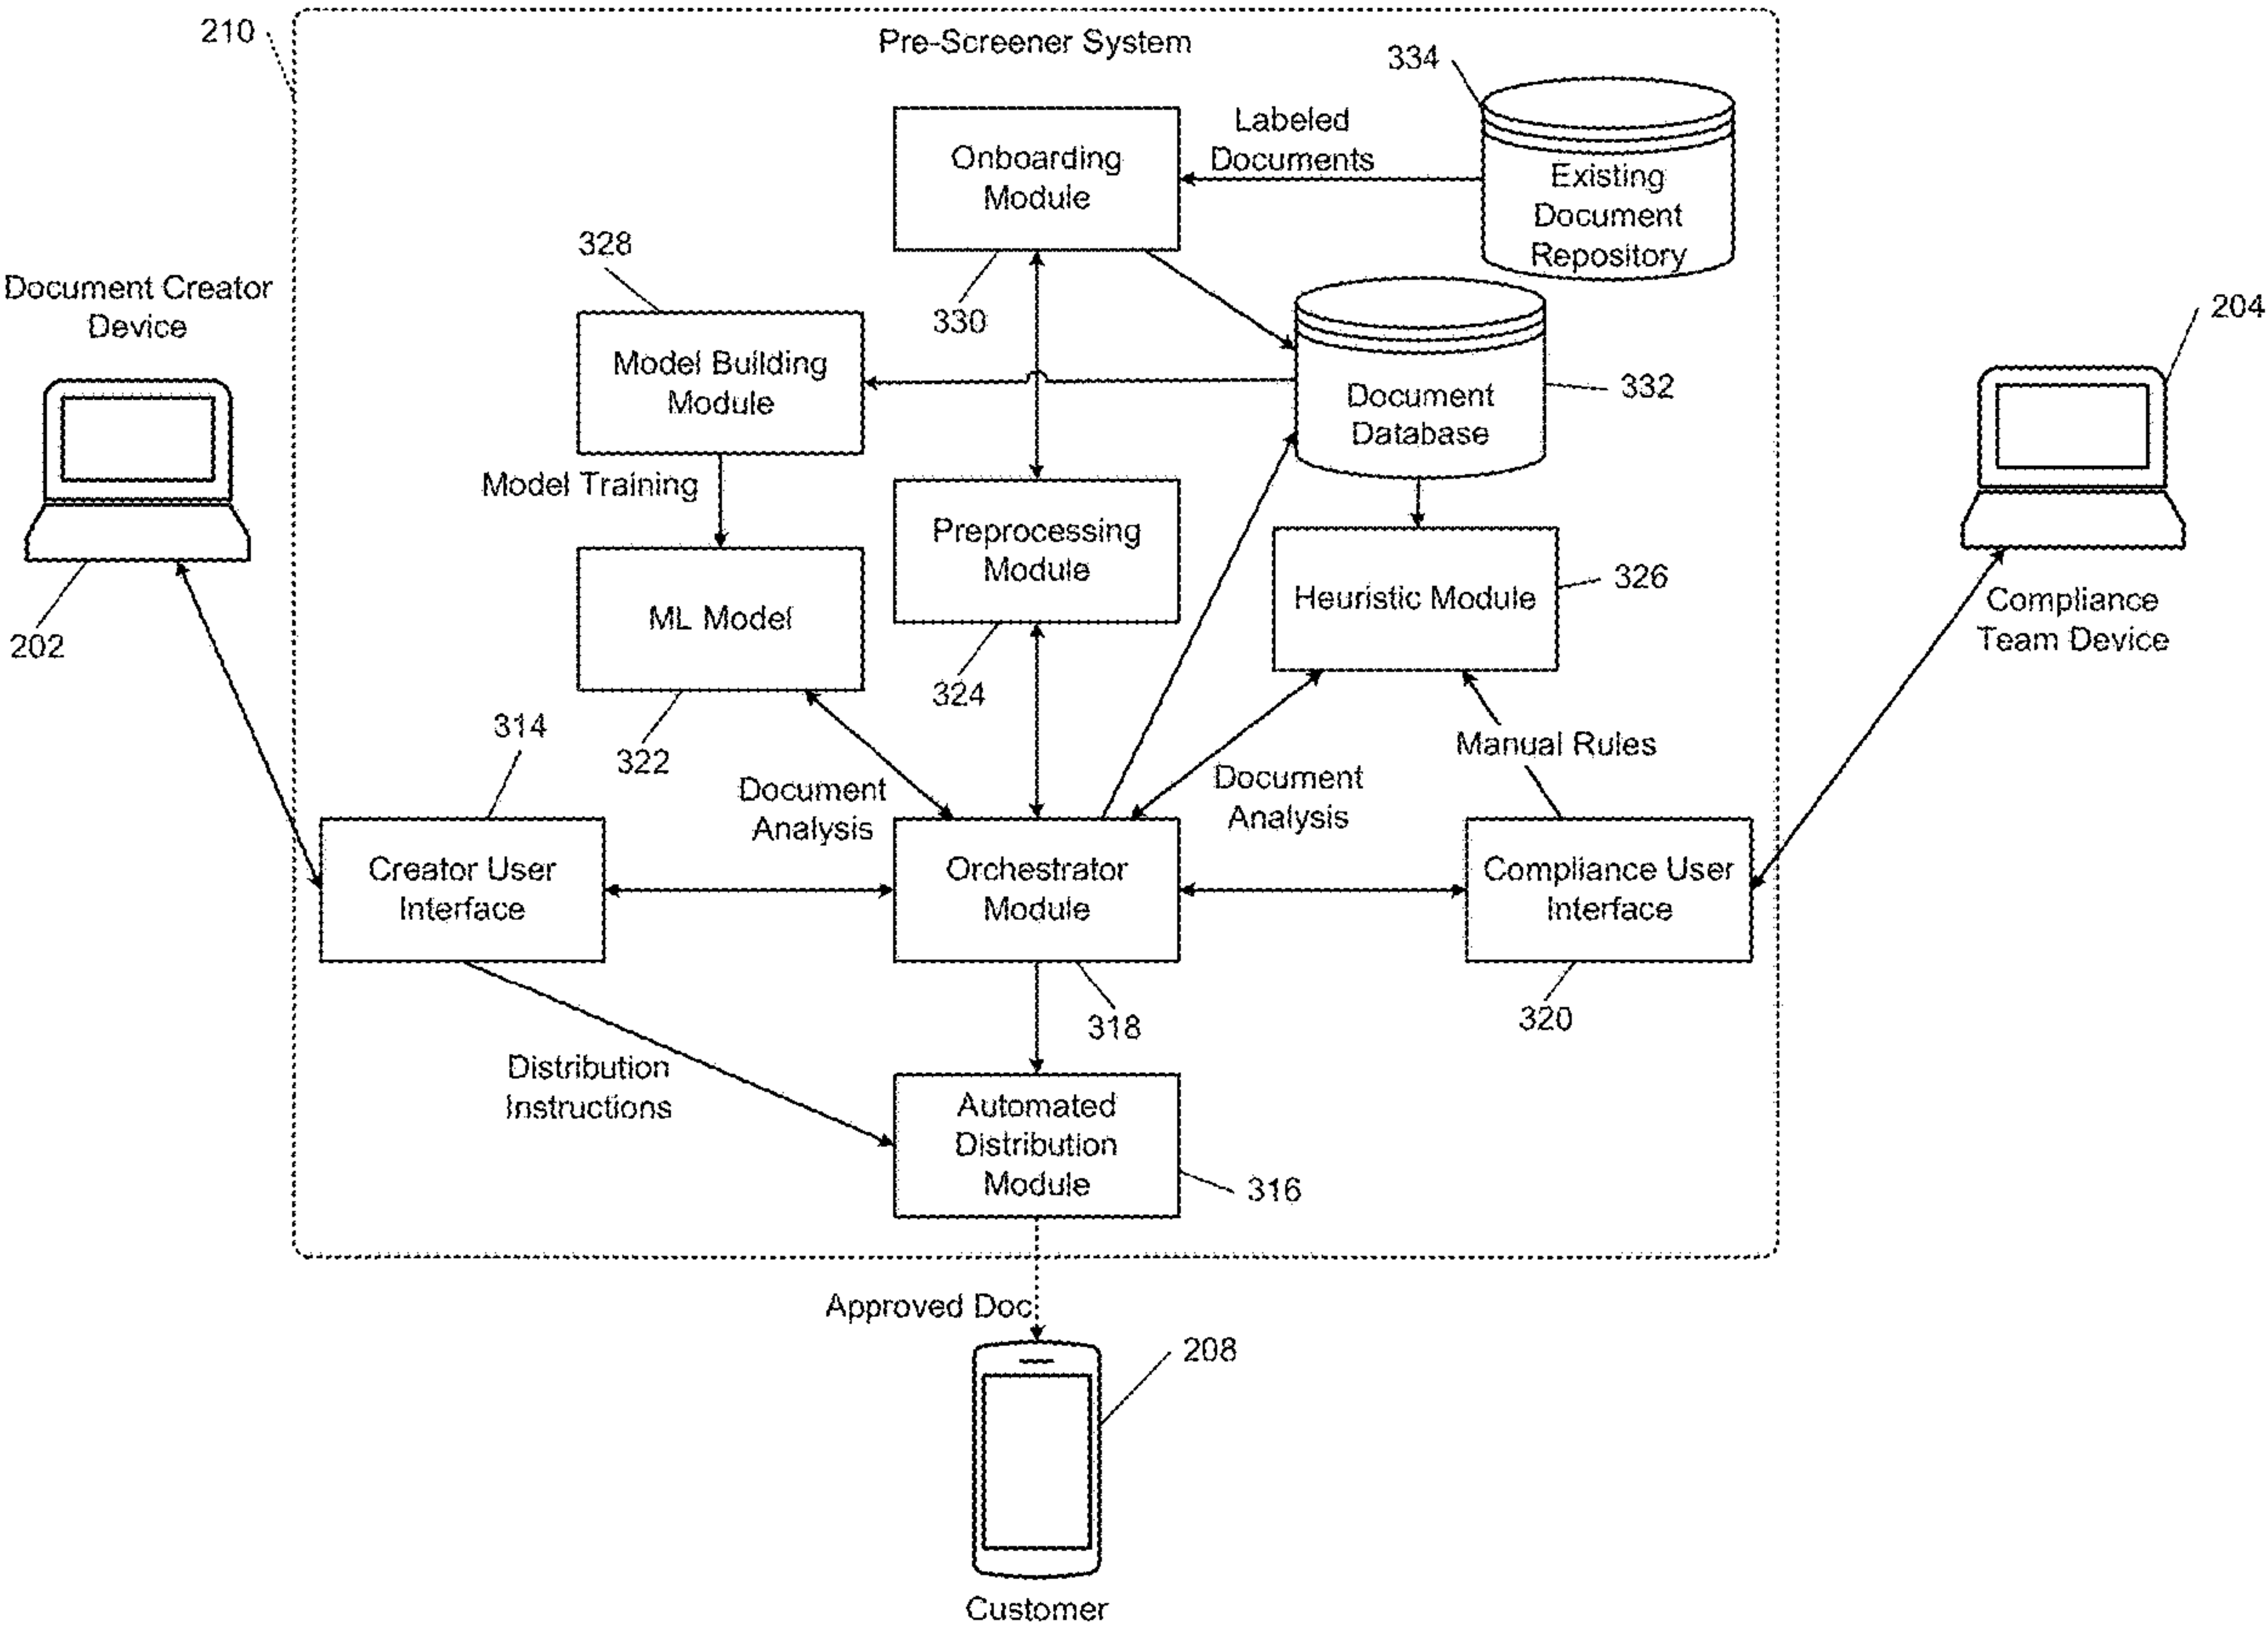 210
Pre-Screener System
334
Labeled
Documents
Onboarding
Module
Existing
Document
Repository
328
330
Document Creator
Device
204
Model Building
Module
332
Document
Database
Model Training
Preprocessing
Module
326
Heuristic Module
ML Model
Compliance
Team Device
202
324
314
322
Manual Rules
Document
Analysis
Document
Analysis
Creator User
Interface
Orchestrator
Module
Compliance User
Interface
318
320
Distribution
Instructions
Automated
Distribution
Module
316
Approved Doc
208
Customer